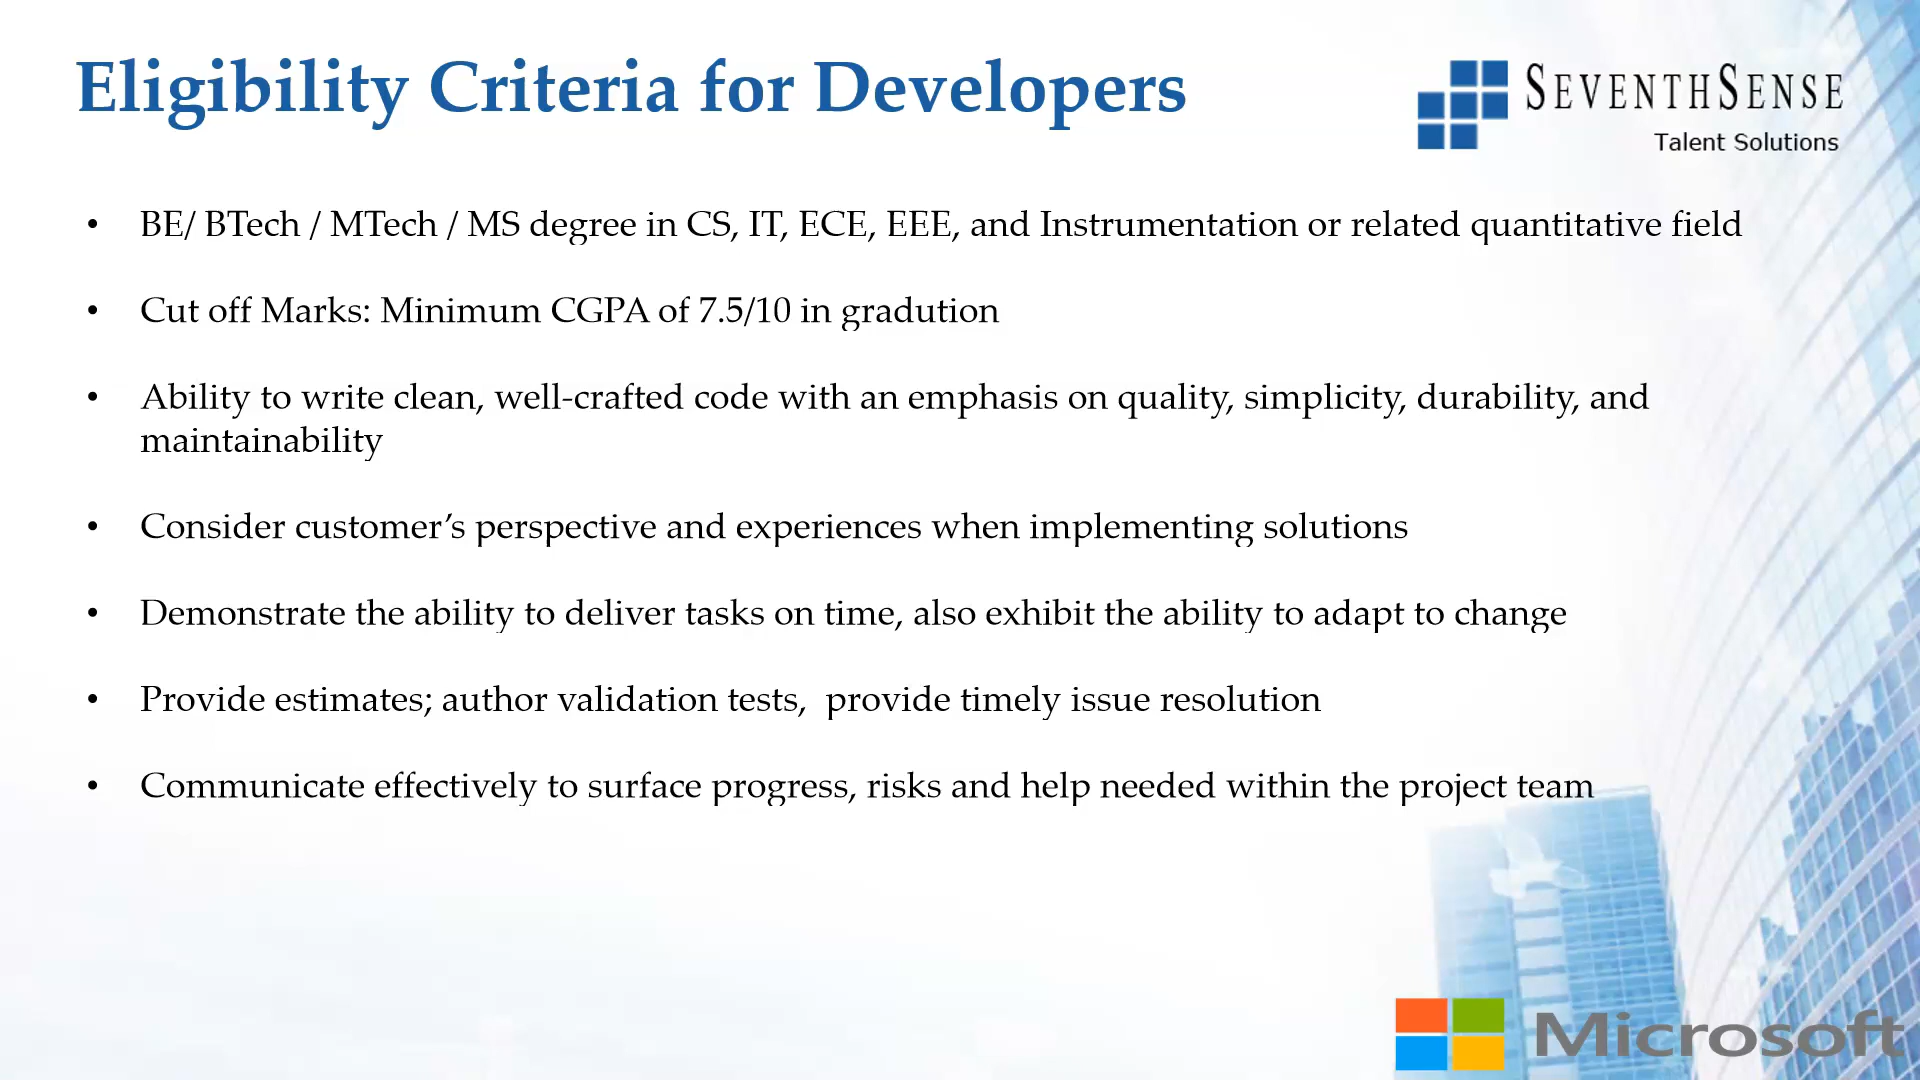 Eligibility Criteria for Developers
SEVENTHSENSE
Talent Solutions
• BE/ BTech / MTech / MS degree in CS, IT, ECE, EEE, and Instrumentation or related quantitative field
• Cut off Marks: Minimum CGPA of 7.5/10 in gradution
• Ability to write clean, well-crafted code with an emphasis on quality, simplicity, durability, and
maintainability
• Consider customer’s perspective and experiences when implementing solutions
• Demonstrate the ability to deliver tasks on time, also exhibit the ability to adapt to change
• Provide estimates; author validation tests,  provide timely issue resolution
• Communicate effectively to surface progress, risks and help needed within the project team
Microsoft